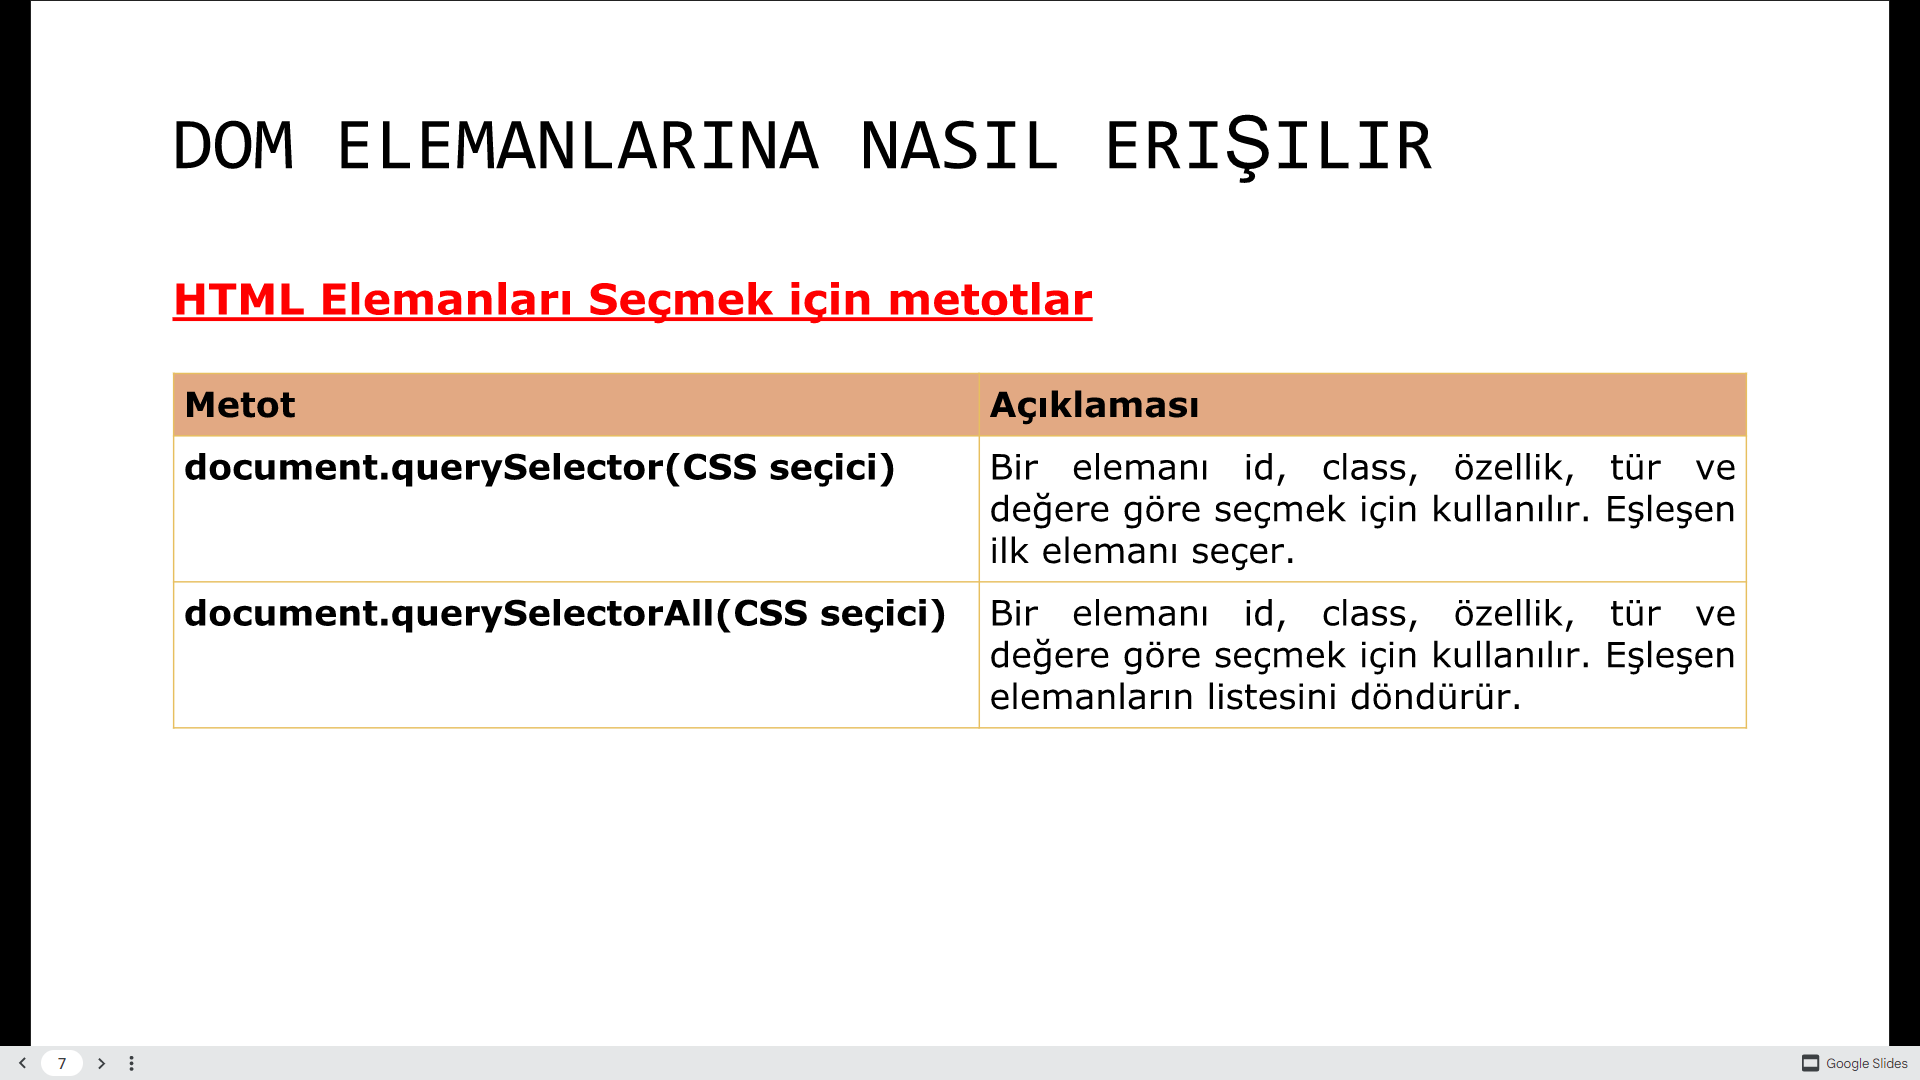 DOM ELEMANLARINA NASIL ERIŞILIR
HTML Elemanları Seçmek için metotlar
Metot
Açıklaması
document.querySelector(CSS seçici)
Bir elemanı id, class, özellik, tür ve
değere göre seçmek için kullanılır. Eşleşen
ilk elemanı seçer.
document.querySelectorAll(CSS seçici)
Bir elemanı id, class, özellik, tür ve
değere göre seçmek için kullanılır. Eşleşen
elemanların listesini döndürür.
7
Google Slides